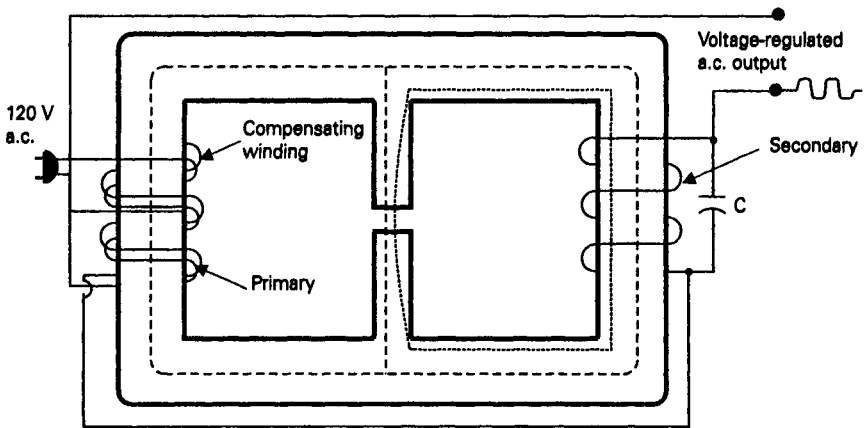 Voltage-regulated
a.c. output
120 V
a.c.
Compensating
winding
Secondary
C
Primary